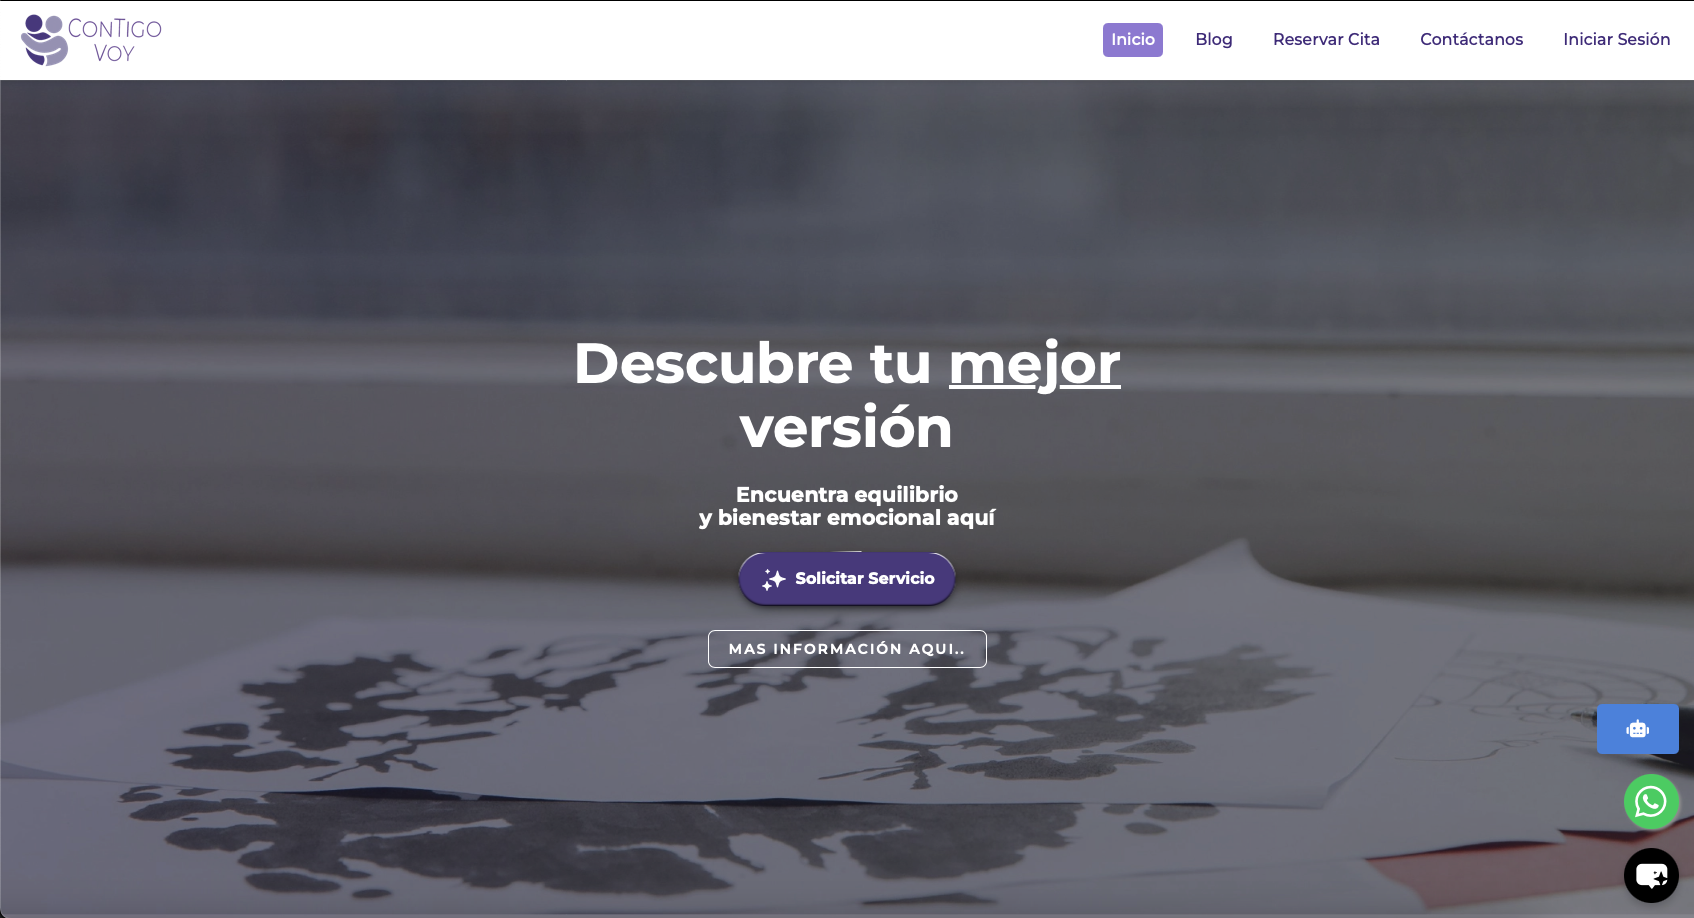 CONTIGO
VOY
Inicio
Blog
Reservar Cita
Contáctanos
Iniciar Sesión
Descubre tu mejor
versión
Encuentra equilibrio
y bienestar emocional aquí
Solicitar Servicio
MAS INFORMACIÓN AQUI..